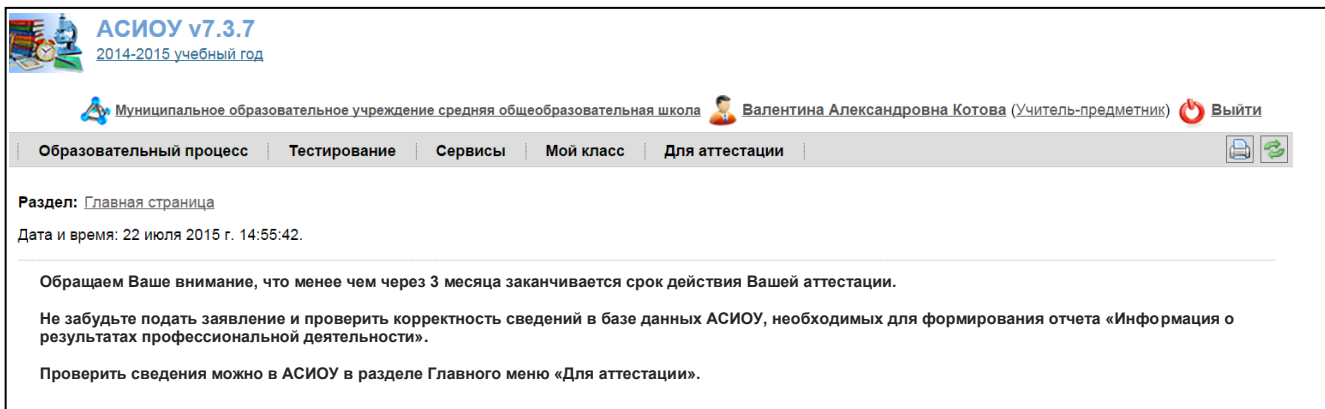 АСИОУ v7.3.7
2014-2015 учебный год
Муниципальное образовательное учреждение средняя общеобразовательная школа Валентина Александровна Котова (Учитель-предметник) Выйти
Образовательный процесс Тестирование Сервисы Мой класс Для аттестации
Раздел: Главная страница
Дата и время: 22 июля 2015 г. 14:55:42.
Обращаем Ваше внимание, что менее чем через 3 месяца заканчивается срок действия Вашей аттестации.
Не забудьте подать заявление и проверить корректность сведений в базе данных АСИОУ, необходимых для формирования отчета «Информация о
результатах профессиональной деятельности».
Проверить сведения можно в АСИОУ в разделе Главного меню «Для аттестации».